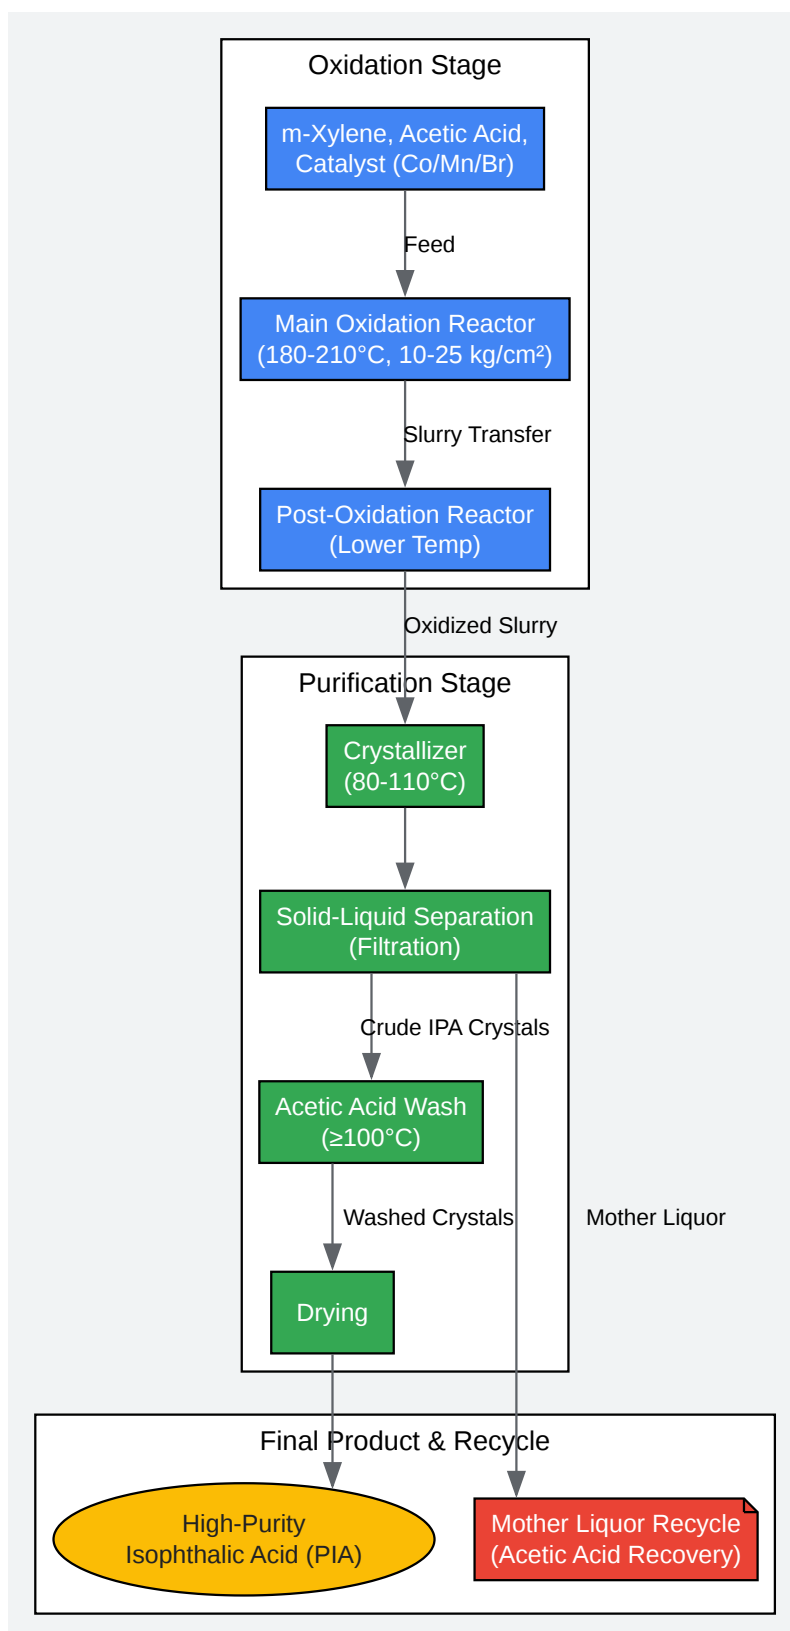 Oxidation Stage
m-Xylene, Acetic Acid,
Catalyst (Co/Mn/Br)
Feed
Main Oxidation Reactor
(180-210°C, 10-25 kg/cm²)
Slurry Transfer
Post-Oxidation Reactor
(Lower Temp)
Oxidized Slurry
Purification Stage
Crystallizer
(80-110°C)
Solid-Liquid Separation
(Filtration)
Crude IPA Crystals
Acetic Acid Wash
(≥100°C)
Washed Crystals
Mother Liquor
Drying
Final Product & Recycle
High-Purity
Isophthalic Acid (PIA)
Mother Liquor Recycle
(Acetic Acid Recovery)